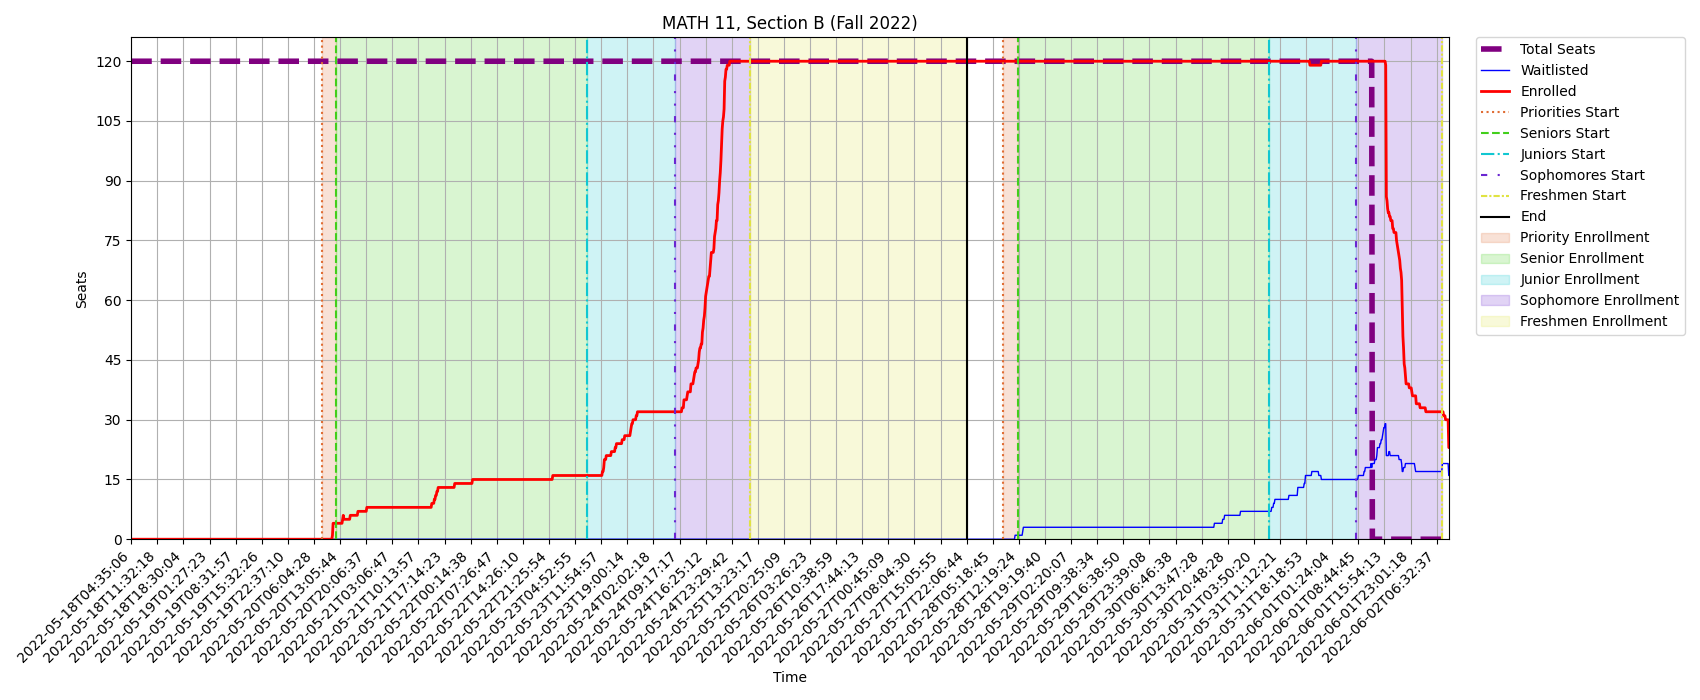 MATH 11, Section B (Fall 2022)
Seats
120
105
90
75
60
45
30
15
0
2022-05-18T04:35:06
2022-05-18T11:32:18
2022-05-18T18:30:04
2022-05-19T01:27:23
2022-05-19T08:31:57
2022-05-19T15:32:26
2022-05-19T22:37:10
2022-05-20T06:04:28
2022-05-20T13:05:44
2022-05-20T20:06:37
2022-05-21T03:06:47
2022-05-21T10:13:57
2022-05-21T17:14:23
2022-05-22T00:14:38
2022-05-22T07:26:47
2022-05-22T14:26:10
2022-05-22T21:25:54
2022-05-23T04:52:55
2022-05-23T11:54:57
2022-05-23T19:00:14
2022-05-24T02:02:18
2022-05-24T09:17:17
2022-05-24T16:25:12
2022-05-24T23:29:42
2022-05-25T13:23:17
2022-05-25T20:25:09
2022-05-26T03:26:23
2022-05-26T10:38:59
2022-05-26T17:44:13
2022-05-27T00:45:09
2022-05-27T08:04:30
2022-05-27T15:05:55
2022-05-27T22:06:44
2022-05-28T05:18:45
2022-05-28T12:19:24
2022-05-28T19:19:40
2022-05-29T02:20:07
2022-05-29T09:38:34
2022-05-29T16:38:50
2022-05-29T23:39:08
2022-05-30T06:46:38
2022-05-30T13:47:28
2022-05-30T20:48:28
2022-05-31T03:50:20
2022-05-31T11:12:21
2022-05-31T18:18:53
2022-06-01T01:24:04
2022-06-01T08:44:45
2022-06-01T15:54:13
2022-06-01T23:01:18
2022-06-02T06:32:37
Time
Total Seats
Waitlisted
Enrolled
Priorities Start
Seniors Start
Juniors Start
Sophomores Start
Freshmen Start
End
Priority Enrollment
Senior Enrollment
Junior Enrollment
Sophomore Enrollment
Freshmen Enrollment